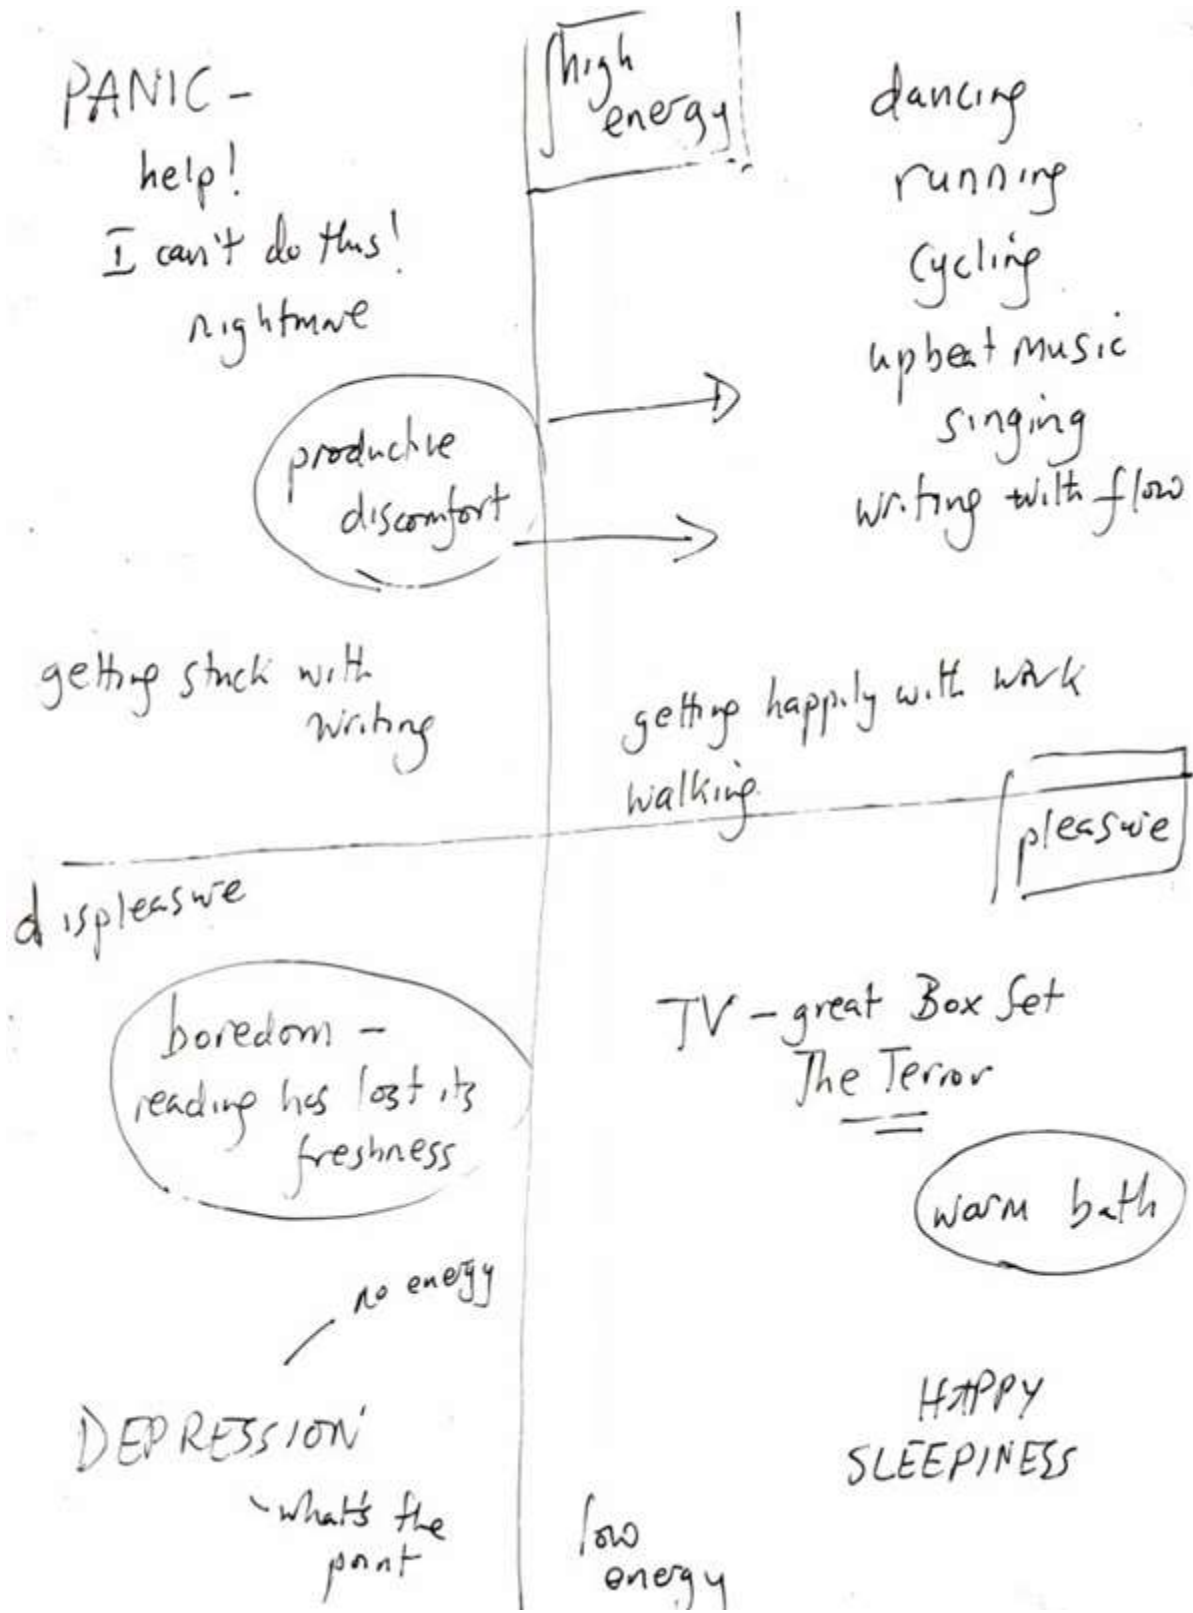 PANIC -
help!
I can't do this!
nightmare
productive
discomfort
getting stuck with
writing
high
energy
dancing
running
cycling
upbeat music
singing
writing with flow
getting happily with work
walking
pleasure
displeasure
boredom -
reading has lost its
freshness
no energy
DEPRESSION
- what's the
point
TV - great Box Set
The Terror
warm bath
HAPPY
SLEEPINESS
low
energy